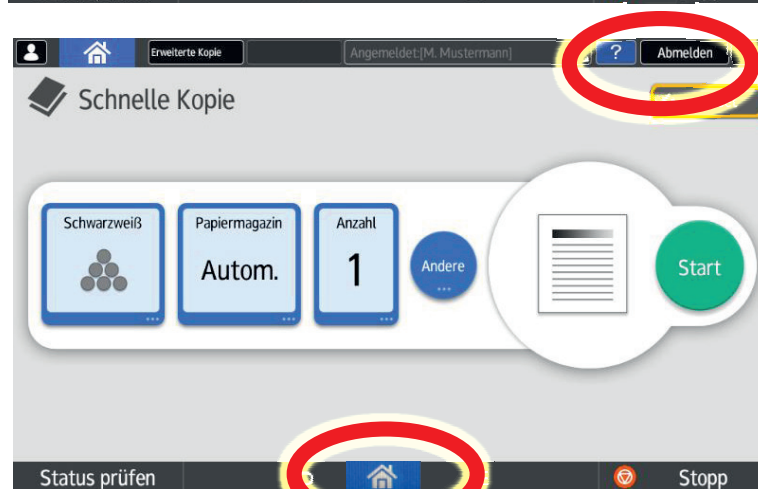 Erweiterte Kopie
Angemeldet:[M. Mustermann]
?
Abmelden
Schnelle Kopie
Schwarzweiß
Papiermagazin
Autom.
Anzahl
1
Andere
Start
Status prüfen
Stopp